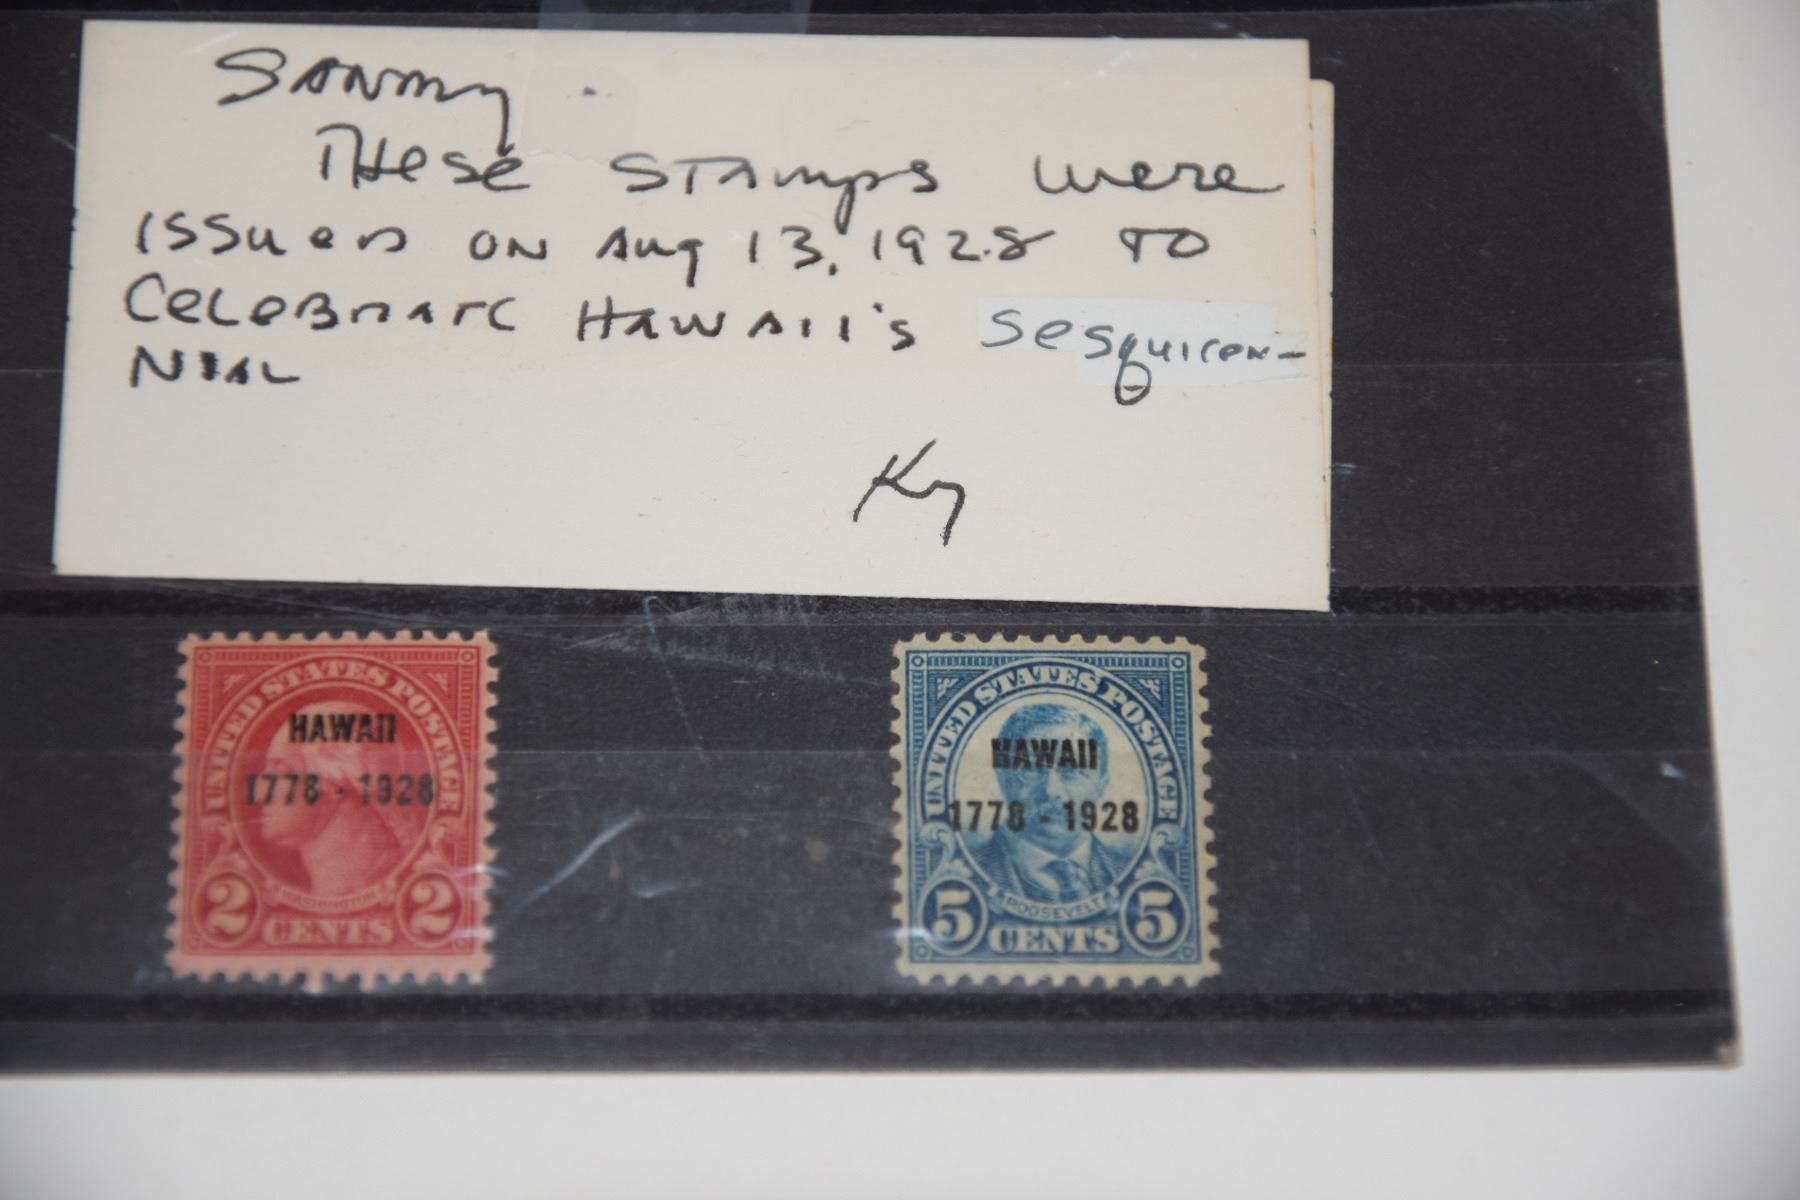 Sanmy -
These stamps were
issued on Aug 13, 1928 to
celebrate Hawaii's sesquicen-
nial
Ky
UNITED STATES POSTAGE
HAWAII
1778 - 1928
WASHINGTON
2 CENTS 2
UNITED STATES POSTAGE
HAWAII
1778 - 1928
ROOSEVELT
5 CENTS 5